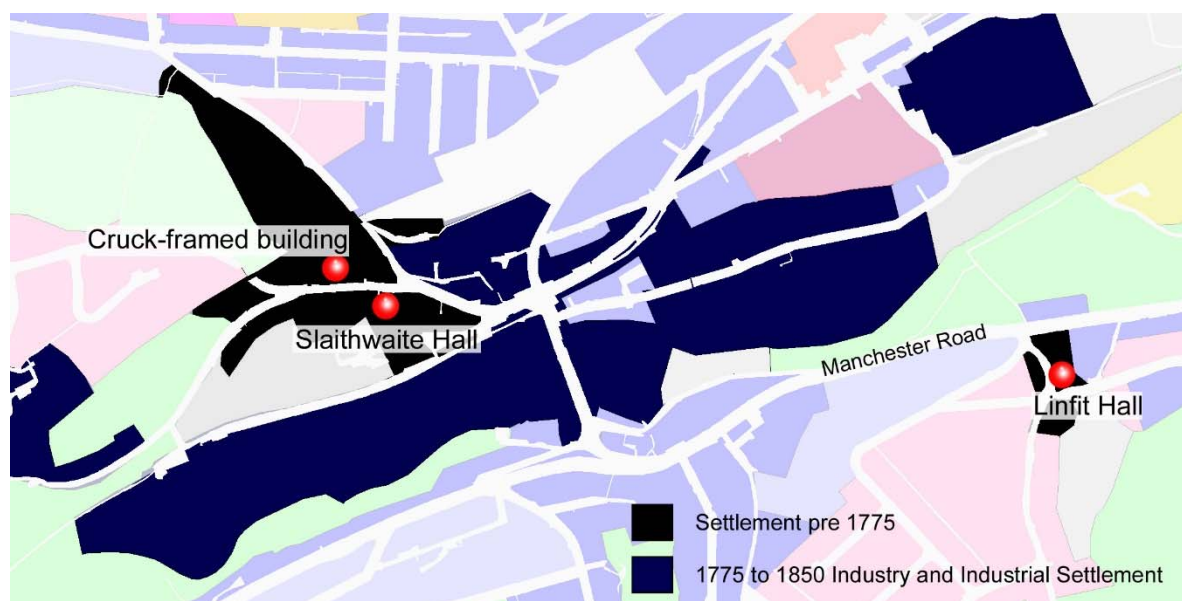 Cruck-framed building
Slaithwaite Hall
Manchester Road
Linfit Hall
Settlement pre 1775
1775 to 1850 Industry and Industrial Settlement